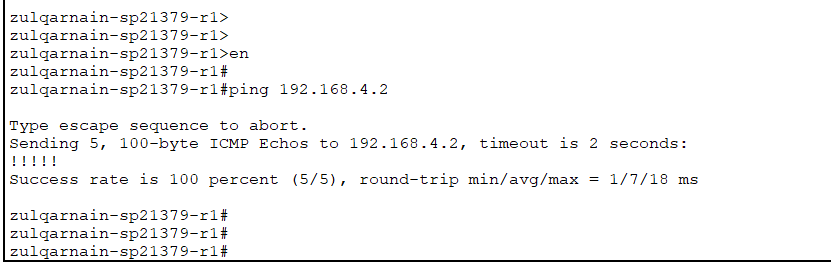 zulqarnain-sp21379-r1>
zulqarnain-sp21379-r1>
zulqarnain-sp21379-r1>en
zulqarnain-sp21379-r1#
zulqarnain-sp21379-r1#ping 192.168.4.2
Type escape sequence to abort.
Sending 5, 100-byte ICMP Echos to 192.168.4.2, timeout is 2 seconds:
!!!!!
Success rate is 100 percent (5/5), round-trip min/avg/max = 1/7/18 ms
zulqarnain-sp21379-r1#
zulqarnain-sp21379-r1#
zulqarnain-sp21379-r1#